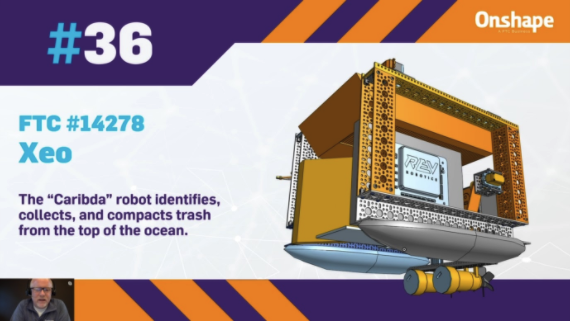 #36
Onshape
FTC #14278
Xeo
The “Caribda” robot identifies,
collects, and compacts trash
from the top of the ocean.
REV
ROBOTICS